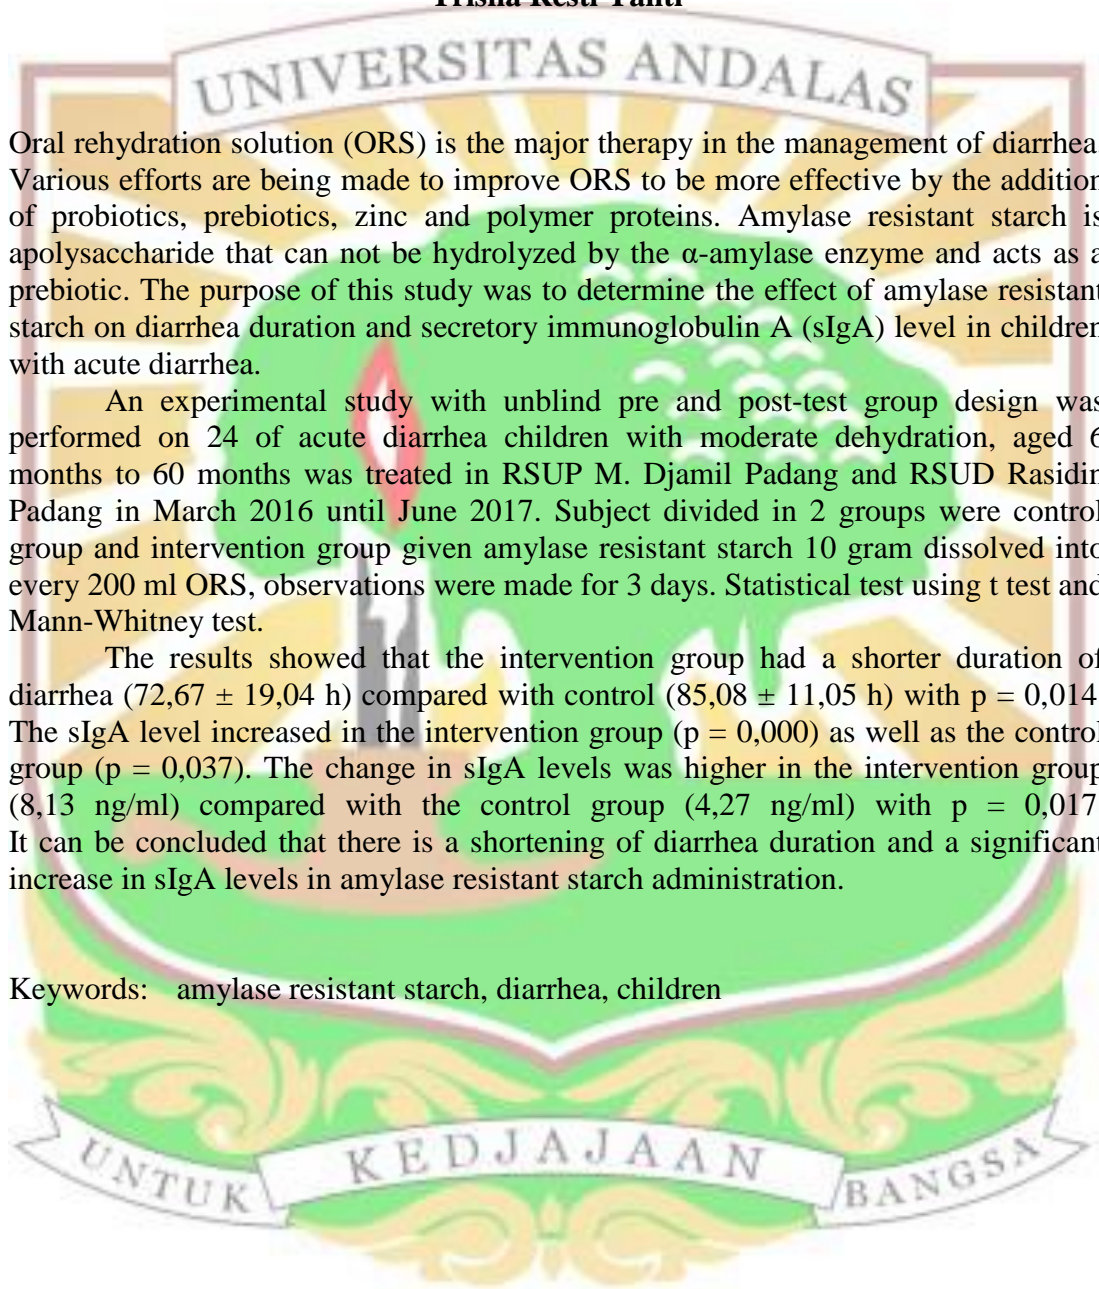 UNIVERSITAS ANDALAS
Oral rehydration solution (ORS) is the major therapy in the management of diarrhea.
Various efforts are being made to improve ORS to be more effective by the addition
of probiotics, prebiotics, zinc and polymer proteins. Amylase resistant starch is
apolysaccharide that can not be hydrolyzed by the α-amylase enzyme and acts as a
prebiotic. The purpose of this study was to determine the effect of amylase resistant
starch on diarrhea duration and secretory immunoglobulin A (sIgA) level in children
with acute diarrhea.
An experimental study with unblind pre and post-test group design was
performed on 24 of acute diarrhea children with moderate dehydration, aged 6
months to 60 months was treated in RSUP M. Djamil Padang and RSUD Rasidin
Padang in March 2016 until June 2017. Subject divided in 2 groups were control
group and intervention group given amylase resistant starch 10 gram dissolved into
every 200 ml ORS, observations were made for 3 days. Statistical test using t test and
Mann-Whitney test.
The results showed that the intervention group had a shorter duration of
diarrhea (72,67 ± 19,04 h) compared with control (85,08 ± 11,05 h) with p = 0,014.
The sIgA level increased in the intervention group (p = 0,000) as well as the control
group (p = 0,037). The change in sIgA levels was higher in the intervention group
(8,13 ng/ml) compared with the control group (4,27 ng/ml) with p = 0,017.
It can be concluded that there is a shortening of diarrhea duration and a significant
increase in sIgA levels in amylase resistant starch administration.
Keywords: amylase resistant starch, diarrhea, children
UNTUK KEDJAJAAN BANGSA